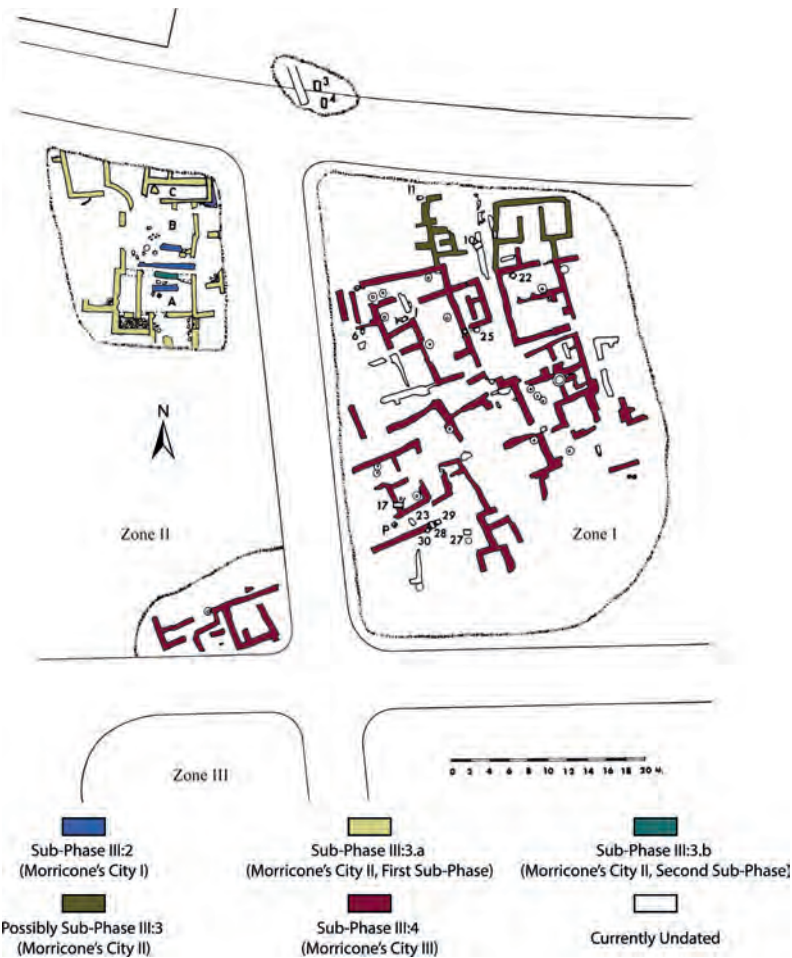 3
4
C
B
A
11
10
22
6
25
N
17
23
29
P
28
30
27
Zone II
Zone I
Zone III
0 2 4 6 8 10 12 14 16 18 20 M.
Sub-Phase III:2
(Morricone's City I)
Sub-Phase III:3.a
(Morricone's City II, First Sub-Phase)
Sub-Phase III:3.b
(Morricone's City II, Second Sub-Phase)
Possibly Sub-Phase III:3
(Morricone's City II)
Sub-Phase III:4
(Morricone's City III)
Currently Undated